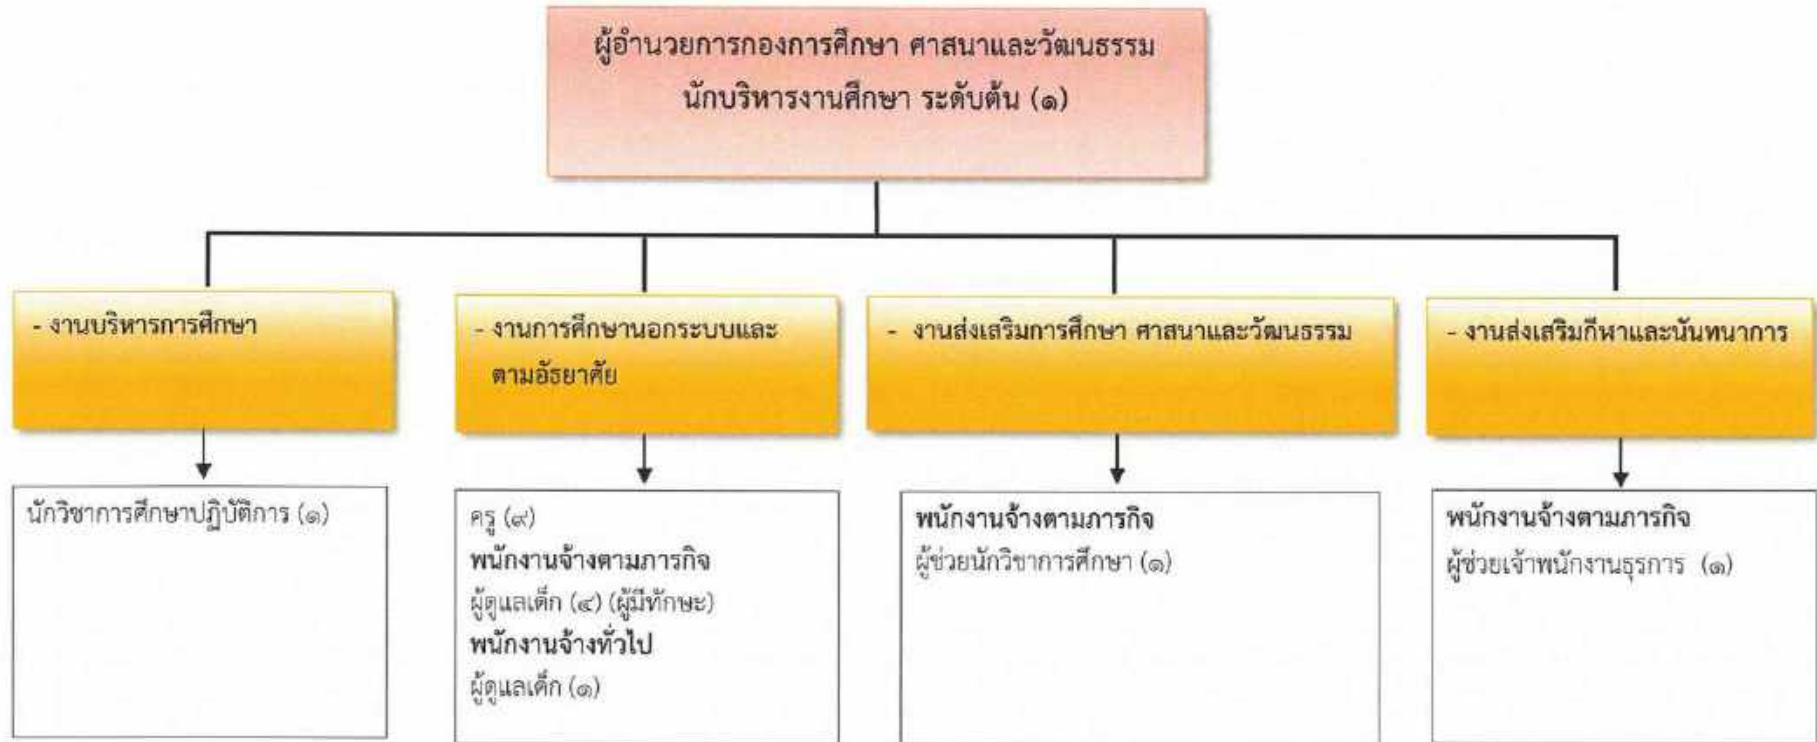 ผู้อำนวยการกองการศึกษา ศาสนาและวัฒนธรรม
นักบริหารงานศึกษา ระดับต้น (๑)
- งานบริหารการศึกษา
- งานการศึกษานอกระบบและ
ตามอัธยาศัย
- งานส่งเสริมการศึกษา ศาสนาและวัฒนธรรม
- งานส่งเสริมกีฬาและนันทนาการ
นักวิชาการศึกษาปฏิบัติการ (๑)
ครู (๙)
พนักงานจ้างตามภารกิจ
ผู้ดูแลเด็ก (๔) (ผู้มีทักษะ)
พนักงานจ้างทั่วไป
ผู้ดูแลเด็ก (๑)
พนักงานจ้างตามภารกิจ
ผู้ช่วยนักวิชาการศึกษา (๑)
พนักงานจ้างตามภารกิจ
ผู้ช่วยเจ้าพนักงานธุรการ (๑)